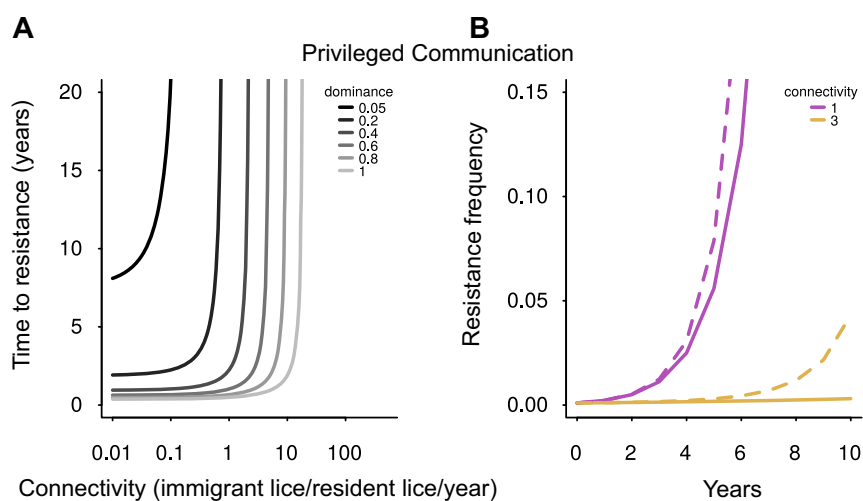 A
B
Privileged Communication
Time to resistance (years)
20
15
10
5
0
dominance
0.05
0.2
0.4
0.6
0.8
1
0.01 0.1 1 10 100
Connectivity (immigrant lice/resident lice/year)
Resistance frequency
0.15
0.10
0.05
0.00
connectivity
1
3
0 2 4 6 8 10
Years